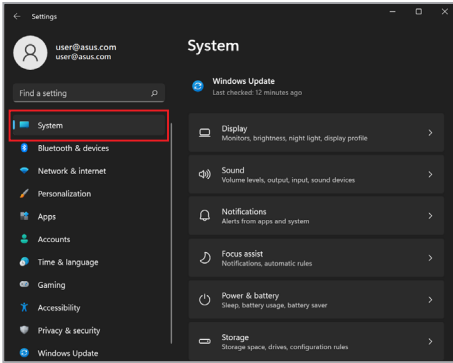 Settings
user@asus.com
user@asus.com
Find a setting
System
Bluetooth & devices
Network & internet
Personalization
Apps
Accounts
Time & language
Gaming
Accessibility
Privacy & security
Windows Update
System
Windows Update
Last checked: 12 minutes ago
Display
Monitors, brightness, night light, display profile
Sound
Volume levels, output, input, sound devices
Notifications
Alerts from apps and system
Focus assist
Notifications, automatic rules
Power & battery
Sleep, battery usage, battery saver
Storage
Storage space, drives, configuration rules